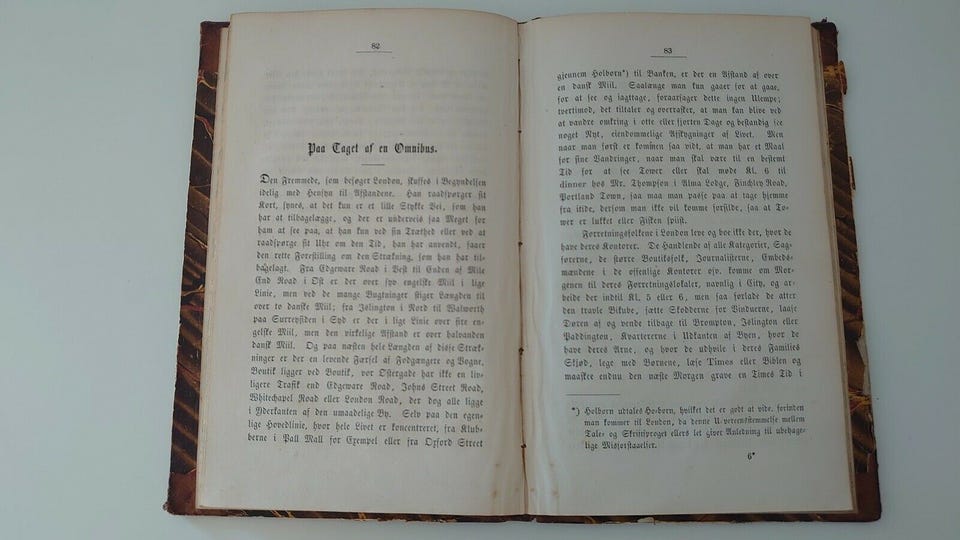 82
Paa Taget af en Omnibus.
Den Fremmede, som besøger London, skuffes i Begyndelsen
idelig med Hensyn til Afstandene. Han raadspørger sit
Kort, synes, at det kun er et lille Stykke Vei, som han
har at tilbagelægge, og der er underveis saa Meget for
ham at see paa, at han kun ved sin Træthed eller ved at
raadspørge sit Uhr om den Tid, han har anvendt, faaer
den rette Forestilling om den Strækning, som han har til-
bagelagt. Fra Edgeware Road i Vest til Enden af Mile
End Road i Øst er der over syv engelske Miil i lige
Linie, men ved de mange Bugtninger stiger Længden til
over to danske Miil; fra Islington i Nord til Walworth
paa Surreysiden i Syd er der i lige Linie over fire en-
gelske Miil, men den virkelige Afstand er over halvanden
dansk Miil. Og paa næsten hele Længden af disse Stræk-
ninger er der en levende Færsel af Fodgængere og Vogne,
Boutik ligger ved Boutik, vor Østergade har ikke en liv-
ligere Trafik end Edgeware Road, Johns Street Road,
Whitechapel Road eller London Road, der dog alle ligge
i Yderkanten af den umaadelige By. Selv paa den egen-
lige Hovedlinie, hvor hele Livet er koncentreret, fra Klub-
berne i Pall Mall for Exempel eller fra Oxford Street
83
gjennem Holborn*) til Banken, er der en Afstand af over
en dansk Miil. Saalænge man kun gaaer for at gaae,
for at see og iagttage, foraarsager dette ingen Ulempe;
tvertimod, det tiltaler og overrasker, at man kan blive ved
at vandre omkring i otte eller fjorten Dage og bestandig see
noget Nyt, eiendommelige Afskygninger af Livet. Men
naar man først er kommen saa vidt, at man har et Maal
for sine Vandringer, naar man skal være til en bestemt
Tid for at see Tower eller skal møde Kl. 6 til
dinner hos Mr. Thompson i Alma Lodge, Finchley Road,
Portland Town, saa maa man passe paa at tage hjemme
fra itide, dersom man ikke vil komme forsilde, saa at To-
wer er lukket eller Fisken spiist.
Forretningsfolkene i London leve og boe ikke der, hvor de
have deres Kontorer. De Handlende af alle Kategorier, Sag-
førerne, de større Boutiksfolk, Journalisterne, Embeds-
mændene i de offenlige Kontorer osv. komme om Mor-
genen til deres Forretningslokaler, navnlig i City, og ar-
beide der indtil Kl. 5 eller 6, men saa forlade de atter
den travle Bikube, sætte Skodderne for Vinduerne, laase
Døren af og vende tilbage til Brompton, Islington eller
Paddington, Kvartererne i Udkanten af Byen, hvor de
have deres Arne, og hvor de udhvile i deres Families
Skjød, lege med Børnene, læse Times eller Biblen og
maaskee endnu den næste Morgen grave en Times Tid i
*) Holborn udtales Ho-born, hvilket det er godt at vide, forinden
man kommer til London, da denne Uovereensstemmelse mellem
Tale- og Skriftsproget ellers let giver Anledning til ubehage-
lige Misforstaaelser.
6*